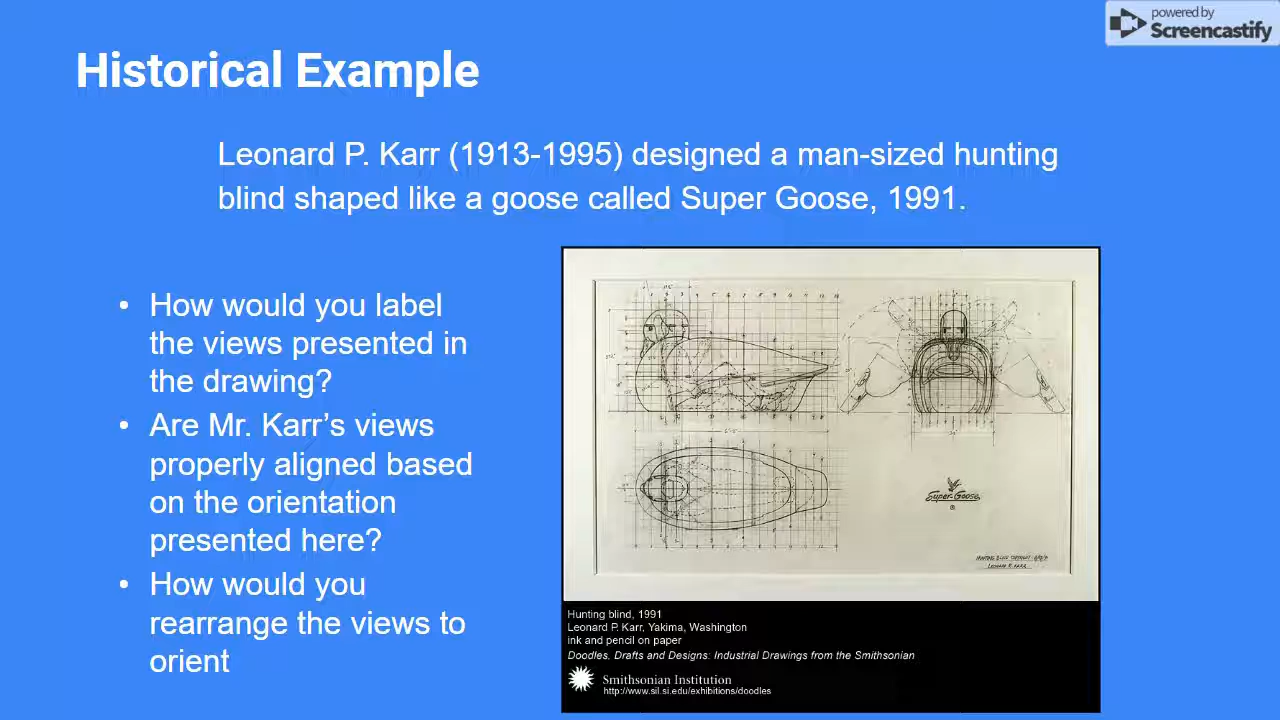 powered by
Screencastify
Historical Example
Leonard P. Karr (1913-1995) designed a man-sized hunting
blind shaped like a goose called Super Goose, 1991.
• How would you label
the views presented in
the drawing?
• Are Mr. Karr’s views
properly aligned based
on the orientation
presented here?
• How would you
rearrange the views to
orient
Super Goose
LEONARD P. KARR
Hunting blind, 1991
Leonard P. Karr, Yakima, Washington
ink and pencil on paper
Doodles, Drafts and Designs: Industrial Drawings from the Smithsonian
Smithsonian Institution
http://www.sil.si.edu/exhibitions/doodles